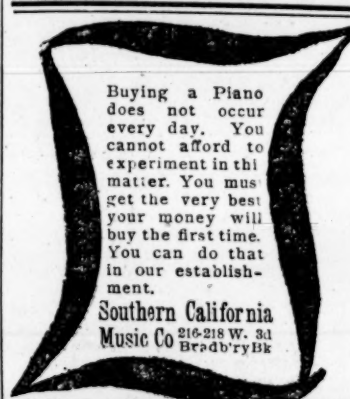 Buying a Piano
does not occur
every day. You
cannot afford to
experiment in thi
matter. You mus
get the very best
your money will
buy the first time.
You can do that
in our establish-
ment.
Southern California
Music Co 216-218 W. 3d
Bradb'ry Bk